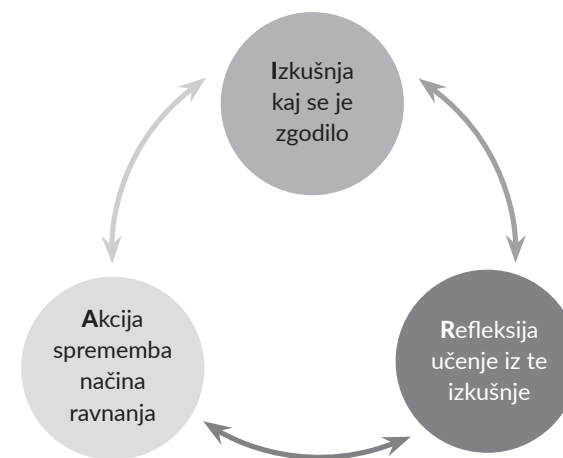 Izkušnja
kaj se je
zgodilo
Refleksija
učenje iz te
izkušnje
Akcija
sprememba
načina
ravnanja